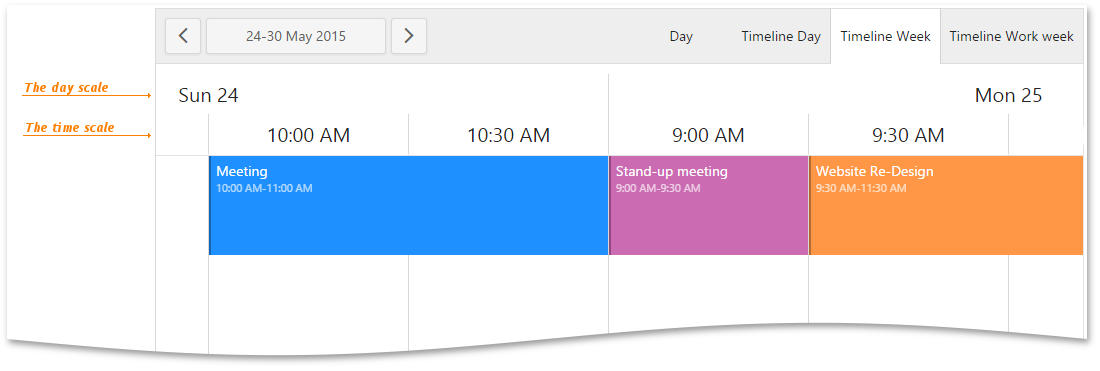 24-30 May 2015
Day
Timeline Day
Timeline Week
Timeline Work week
The day scale
Sun 24
Mon 25
The time scale
10:00 AM
10:30 AM
9:00 AM
9:30 AM
Meeting
10:00 AM-11:00 AM
Stand-up meeting
9:00 AM-9:30 AM
Website Re-Design
9:30 AM-11:30 AM